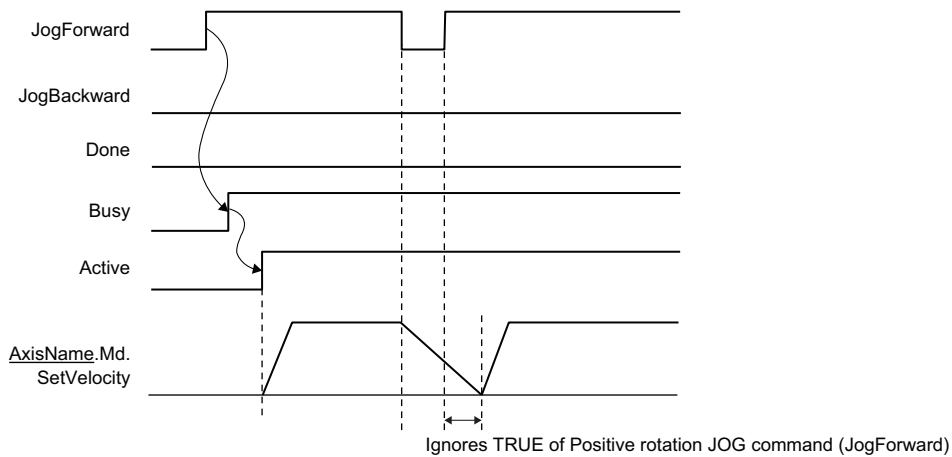 JogForward
JogBackward
Done
Busy
Active
AxisName.Md.
SetVelocity
Ignores TRUE of Positive rotation JOG command (JogForward)